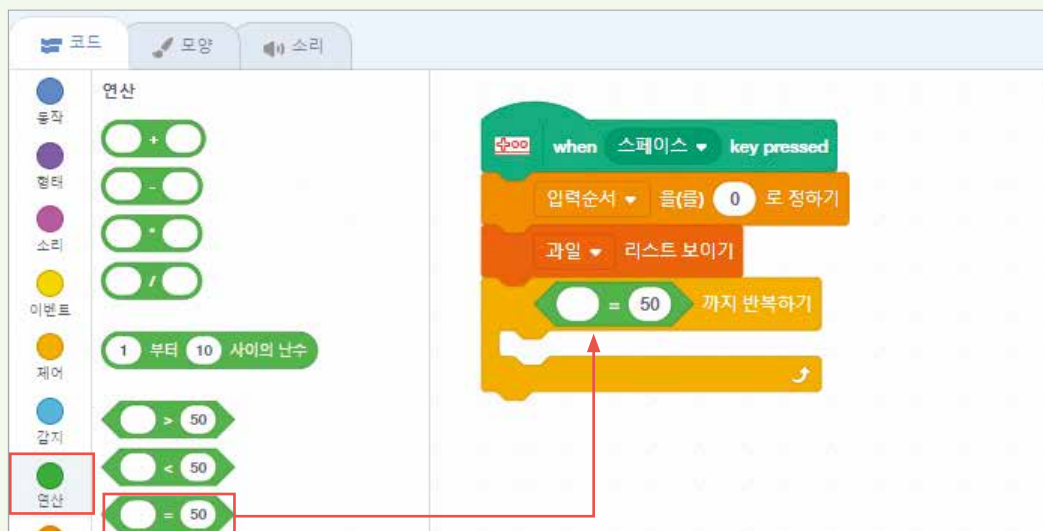 코드
모양
소리
동작
형태
소리
이벤트
제어
감지
연산
연산
+
-
*
/
1 부터 10 사이의 난수
> 50
< 50
= 50
when 스페이스 key pressed
입력순서 을(를) 0 로 정하기
과일 리스트 보이기
= 50 까지 반복하기